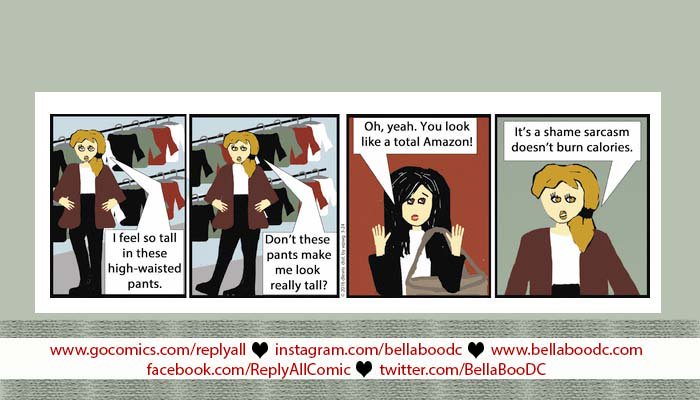 I feel so tall
in these
high-waisted
pants.
Don't these
pants make
me look
really tall?
Oh, yeah. You look
like a total Amazon!
It's a shame sarcasm
doesn't burn calories.
www.gocomics.com/replyall ♥ instagram.com/bellaboodc ♥ www.bellaboodc.com
facebook.com/ReplyAllComic ♥ twitter.com/BellaBooDC